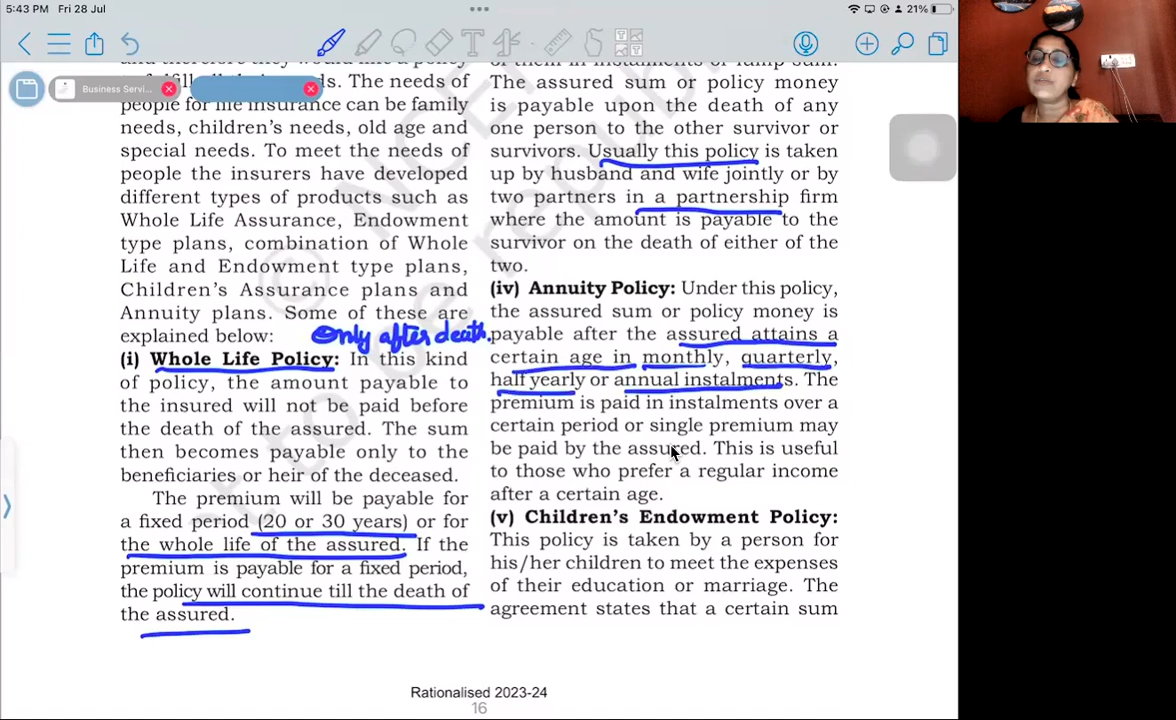 5:43 PM Fri 28 Jul
21%
Business Servi...
people for life insurance can be family
needs, children's needs, old age and
special needs. To meet the needs of
people the insurers have developed
different types of products such as
Whole Life Assurance, Endowment
type plans, combination of Whole
Life and Endowment type plans,
Children's Assurance plans and
Annuity plans. Some of these are
explained below:
Only after death.
(i) Whole Life Policy: In this kind
of policy, the amount payable to
the insured will not be paid before
the death of the assured. The sum
then becomes payable only to the
beneficiaries or heir of the deceased.
The premium will be payable for
a fixed period (20 or 30 years) or for
the whole life of the assured. If the
premium is payable for a fixed period,
the policy will continue till the death of
the assured.
of them in instalments or lump sum.
The assured sum or policy money
is payable upon the death of any
one person to the other survivor or
survivors. Usually this policy is taken
up by husband and wife jointly or by
two partners in a partnership firm
where the amount is payable to the
survivor on the death of either of the
two.
(iv) Annuity Policy: Under this policy,
the assured sum or policy money is
payable after the assured attains a
certain age in monthly, quarterly,
half yearly or annual instalments. The
premium is paid in instalments over a
certain period or single premium may
be paid by the assured. This is useful
to those who prefer a regular income
after a certain age.
(v) Children's Endowment Policy:
This policy is taken by a person for
his/her children to meet the expenses
of their education or marriage. The
agreement states that a certain sum
Rationalised 2023-24
16